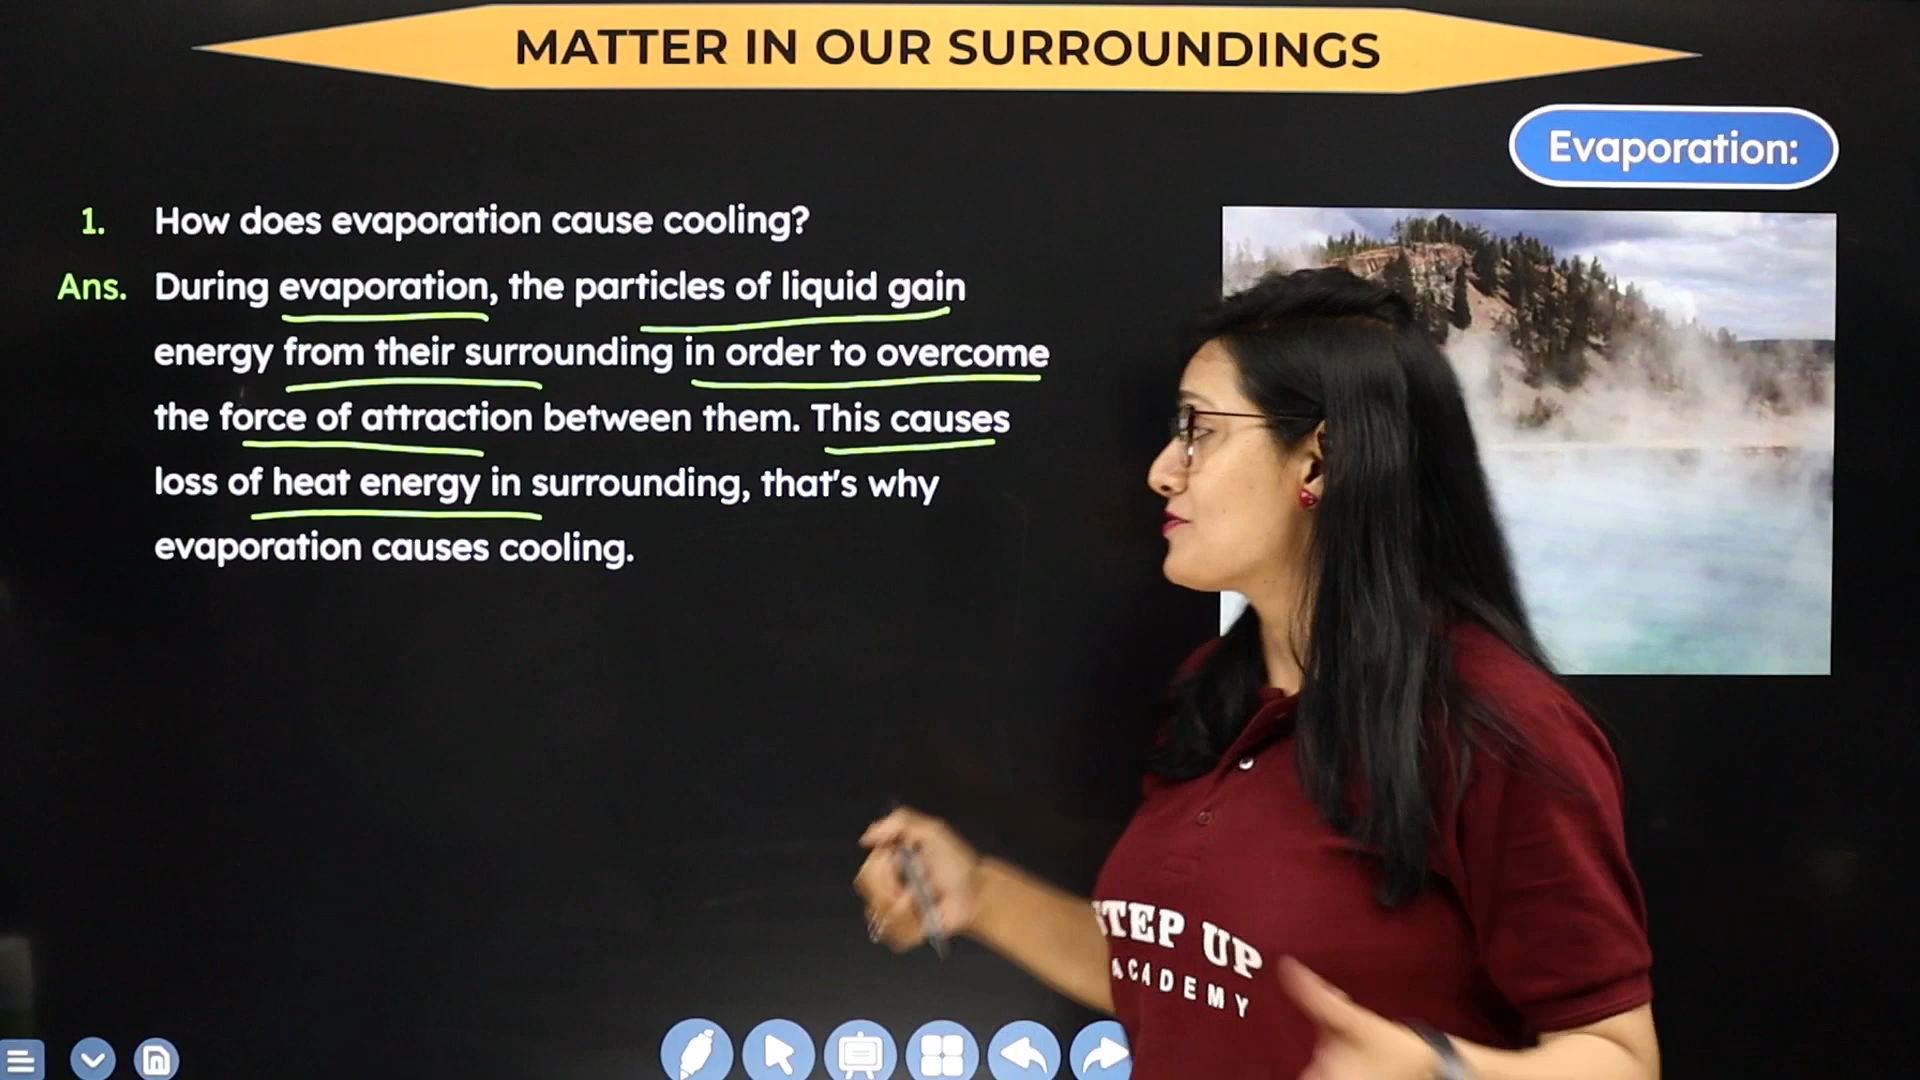 MATTER IN OUR SURROUNDINGS
Evaporation:
1. How does evaporation cause cooling?
Ans. During evaporation, the particles of liquid gain
energy from their surrounding in order to overcome
the force of attraction between them. This causes
loss of heat energy in surrounding, that's why
evaporation causes cooling.
STEP UP
ACADEMY